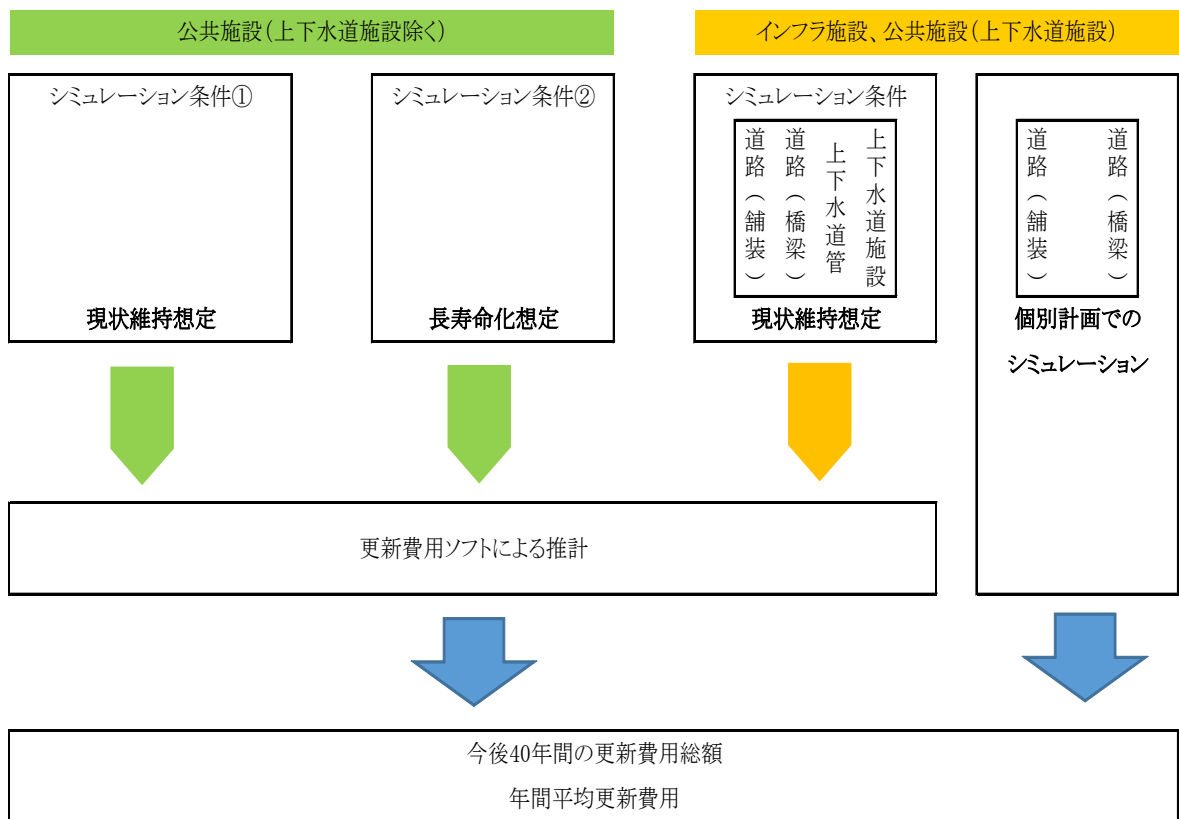 公共施設（上下水道施設除く）
インフラ施設、公共施設（上下水道施設）
シミュレーション条件①
現状維持想定
シミュレーション条件②
長寿命化想定
シミュレーション条件
道路（舗装）
道路（橋梁）
上下水道管
上下水道施設
現状維持想定
道路（舗装）
道路（橋梁）
個別計画での
シミュレーション
更新費用ソフトによる推計
今後40年間の更新費用総額
年間平均更新費用